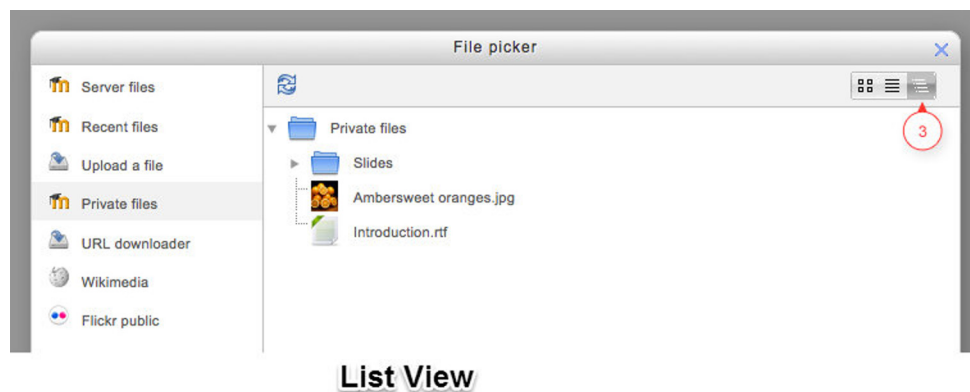 File picker
Server files
Recent files
Upload a file
Private files
URL downloader
Wikimedia
Flickr public
3
Private files
Slides
Ambersweet oranges.jpg
Introduction.rtf
List View